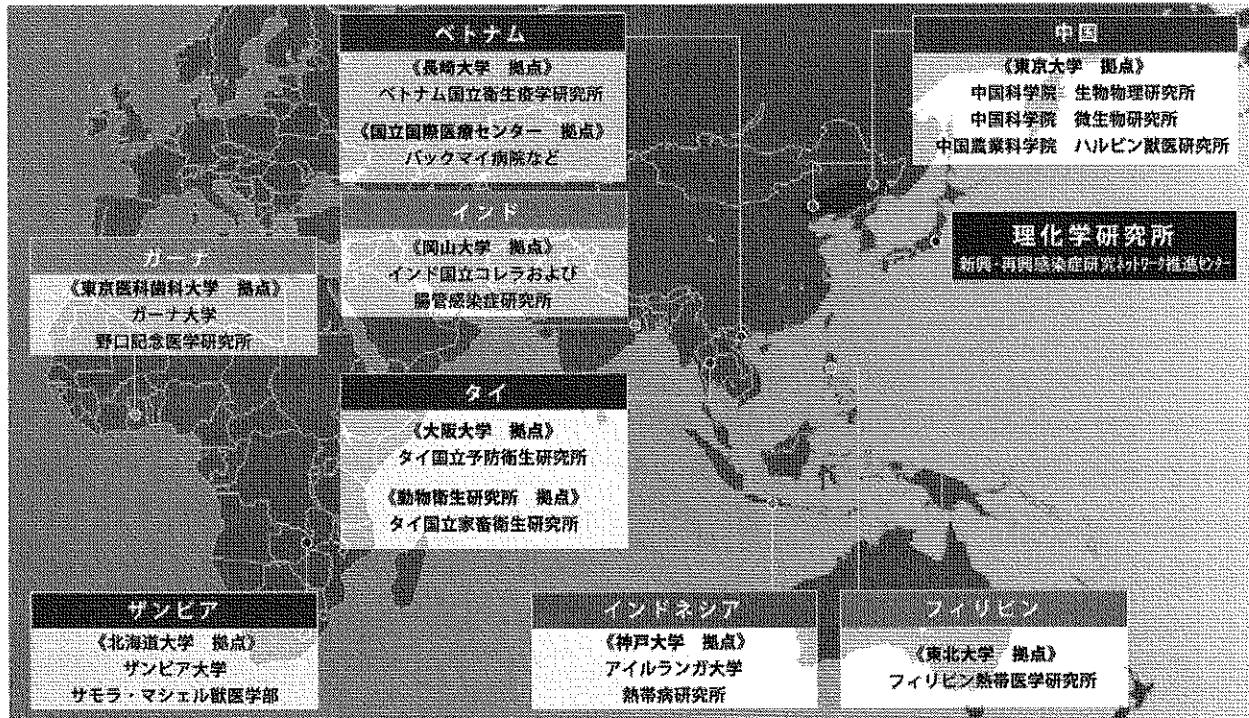 ベトナム
《長崎大学 拠点》
ベトナム国立衛生疫学研究所
《国立国際医療センター 拠点》
バックマイ病院など
中国
《東京大学 拠点》
中国科学院 生物物理研究所
中国科学院 微生物研究所
中国農業科学院 ハルビン獣医研究所
インド
《岡山大学 拠点》
インド国立コレラおよび
腸管感染症研究所
理化学研究所
新興・再興感染症研究ネットワーク推進センター
ガーナ
《東京医科歯科大学 拠点》
ガーナ大学
野口記念医学研究所
タイ
《大阪大学 拠点》
タイ国立予防衛生研究所
《動物衛生研究所 拠点》
タイ国立家畜衛生研究所
ザンビア
《北海道大学 拠点》
ザンビア大学
サモラ・マシェル獣医学部
インドネシア
《神戸大学 拠点》
アイルランガ大学
熱帯病研究所
フィリピン
《東北大学 拠点》
フィリピン熱帯医学研究所